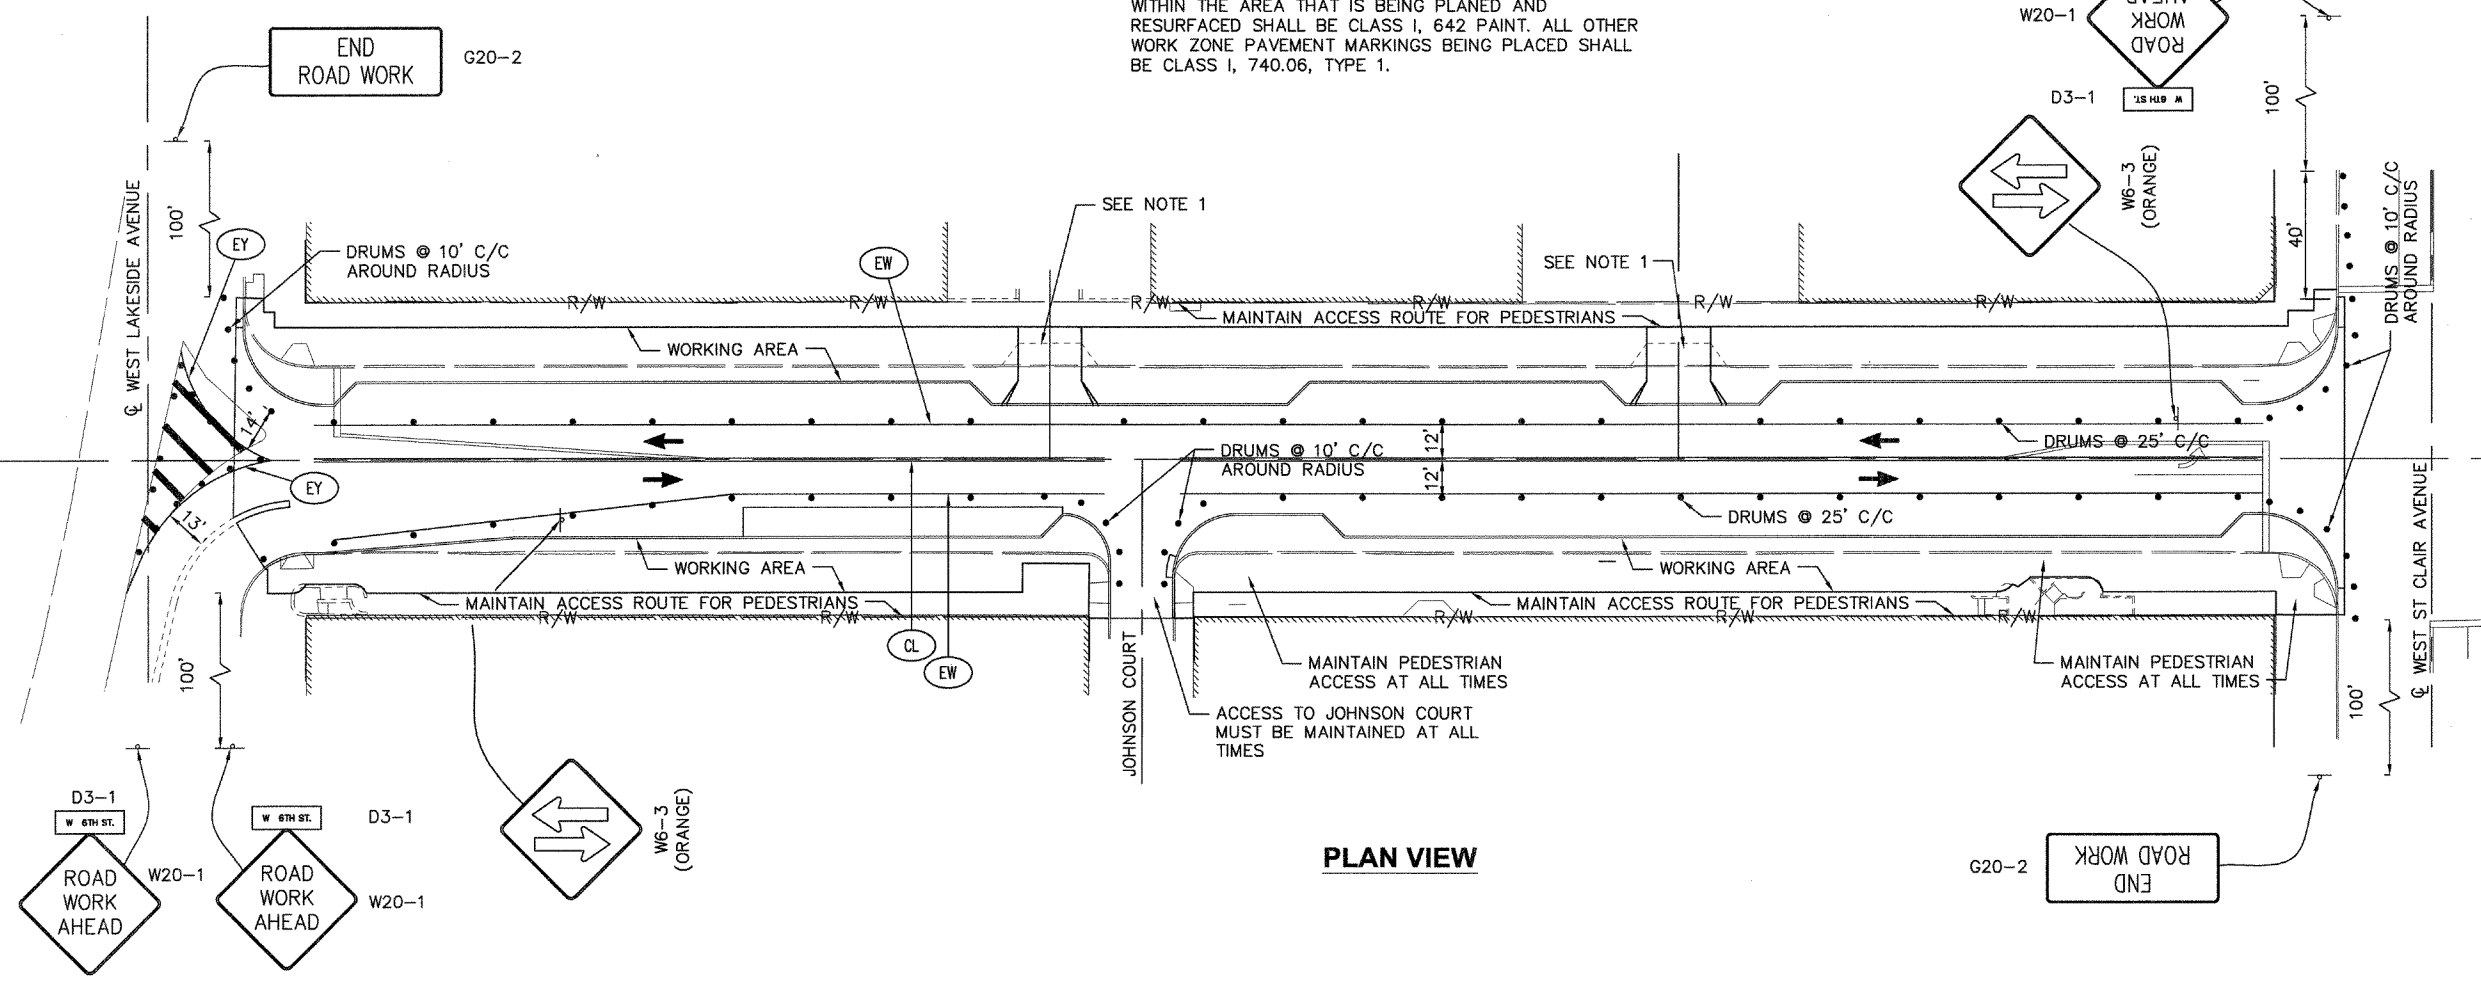 WITHIN THE AREA THAT IS BEING PLANED AND
RESURFACED SHALL BE CLASS I, 642 PAINT. ALL OTHER
WORK ZONE PAVEMENT MARKINGS BEING PLACED SHALL
BE CLASS I, 740.06, TYPE 1.
END
ROAD WORK
G20-2
W20-1
ROAD
WORK
AHEAD
D3-1
W 6TH ST.
100'
W6-3
(ORANGE)
40'
DRUMS @ 10' C/C
AROUND RADIUS
℄ WEST LAKESIDE AVENUE
100'
EY
DRUMS @ 10' C/C
AROUND RADIUS
EW
SEE NOTE 1
SEE NOTE 1
R/W
R/W
R/W
R/W
R/W
R/W
MAINTAIN ACCESS ROUTE FOR PEDESTRIANS
WORKING AREA
14'
12'
12'
DRUMS @ 25' C/C
DRUMS @ 10' C/C
AROUND RADIUS
EY
13'
DRUMS @ 25' C/C
WORKING AREA
WORKING AREA
MAINTAIN ACCESS ROUTE FOR PEDESTRIANS
MAINTAIN ACCESS ROUTE FOR PEDESTRIANS
R/W
R/W
R/W
R/W
R/W
℄ WEST ST CLAIR AVENUE
CL
EW
JOHNSON COURT
MAINTAIN PEDESTRIAN
ACCESS AT ALL TIMES
MAINTAIN PEDESTRIAN
ACCESS AT ALL TIMES
ACCESS TO JOHNSON COURT
MUST BE MAINTAINED AT ALL
TIMES
100'
100'
D3-1
W 6TH ST.
ROAD
WORK
AHEAD
W20-1
W 6TH ST.
D3-1
ROAD
WORK
AHEAD
W20-1
W6-3
(ORANGE)
PLAN VIEW
G20-2
END
ROAD WORK